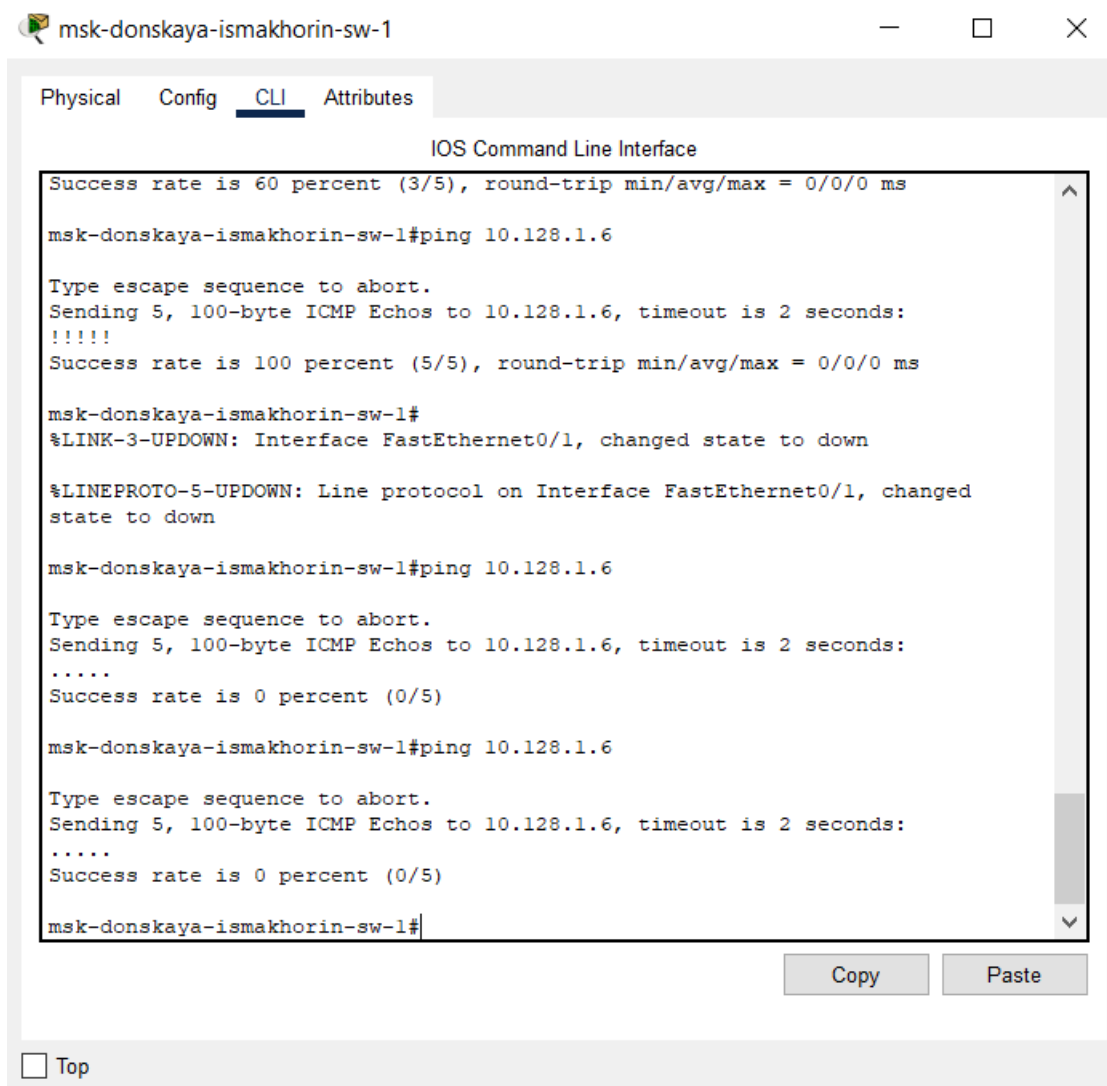 msk-donskaya-ismakhorin-sw-1
Physical Config CLI Attributes
IOS Command Line Interface
Success rate is 60 percent (3/5), round-trip min/avg/max = 0/0/0 ms
msk-donskaya-ismakhorin-sw-1#ping 10.128.1.6
Type escape sequence to abort.
Sending 5, 100-byte ICMP Echos to 10.128.1.6, timeout is 2 seconds:
!!!!!
Success rate is 100 percent (5/5), round-trip min/avg/max = 0/0/0 ms
msk-donskaya-ismakhorin-sw-1#
%LINK-3-UPDOWN: Interface FastEthernet0/1, changed state to down
%LINEPROTO-5-UPDOWN: Line protocol on Interface FastEthernet0/1, changed
state to down
msk-donskaya-ismakhorin-sw-1#ping 10.128.1.6
Type escape sequence to abort.
Sending 5, 100-byte ICMP Echos to 10.128.1.6, timeout is 2 seconds:
.....
Success rate is 0 percent (0/5)
msk-donskaya-ismakhorin-sw-1#ping 10.128.1.6
Type escape sequence to abort.
Sending 5, 100-byte ICMP Echos to 10.128.1.6, timeout is 2 seconds:
.....
Success rate is 0 percent (0/5)
msk-donskaya-ismakhorin-sw-1#
Copy Paste
Top